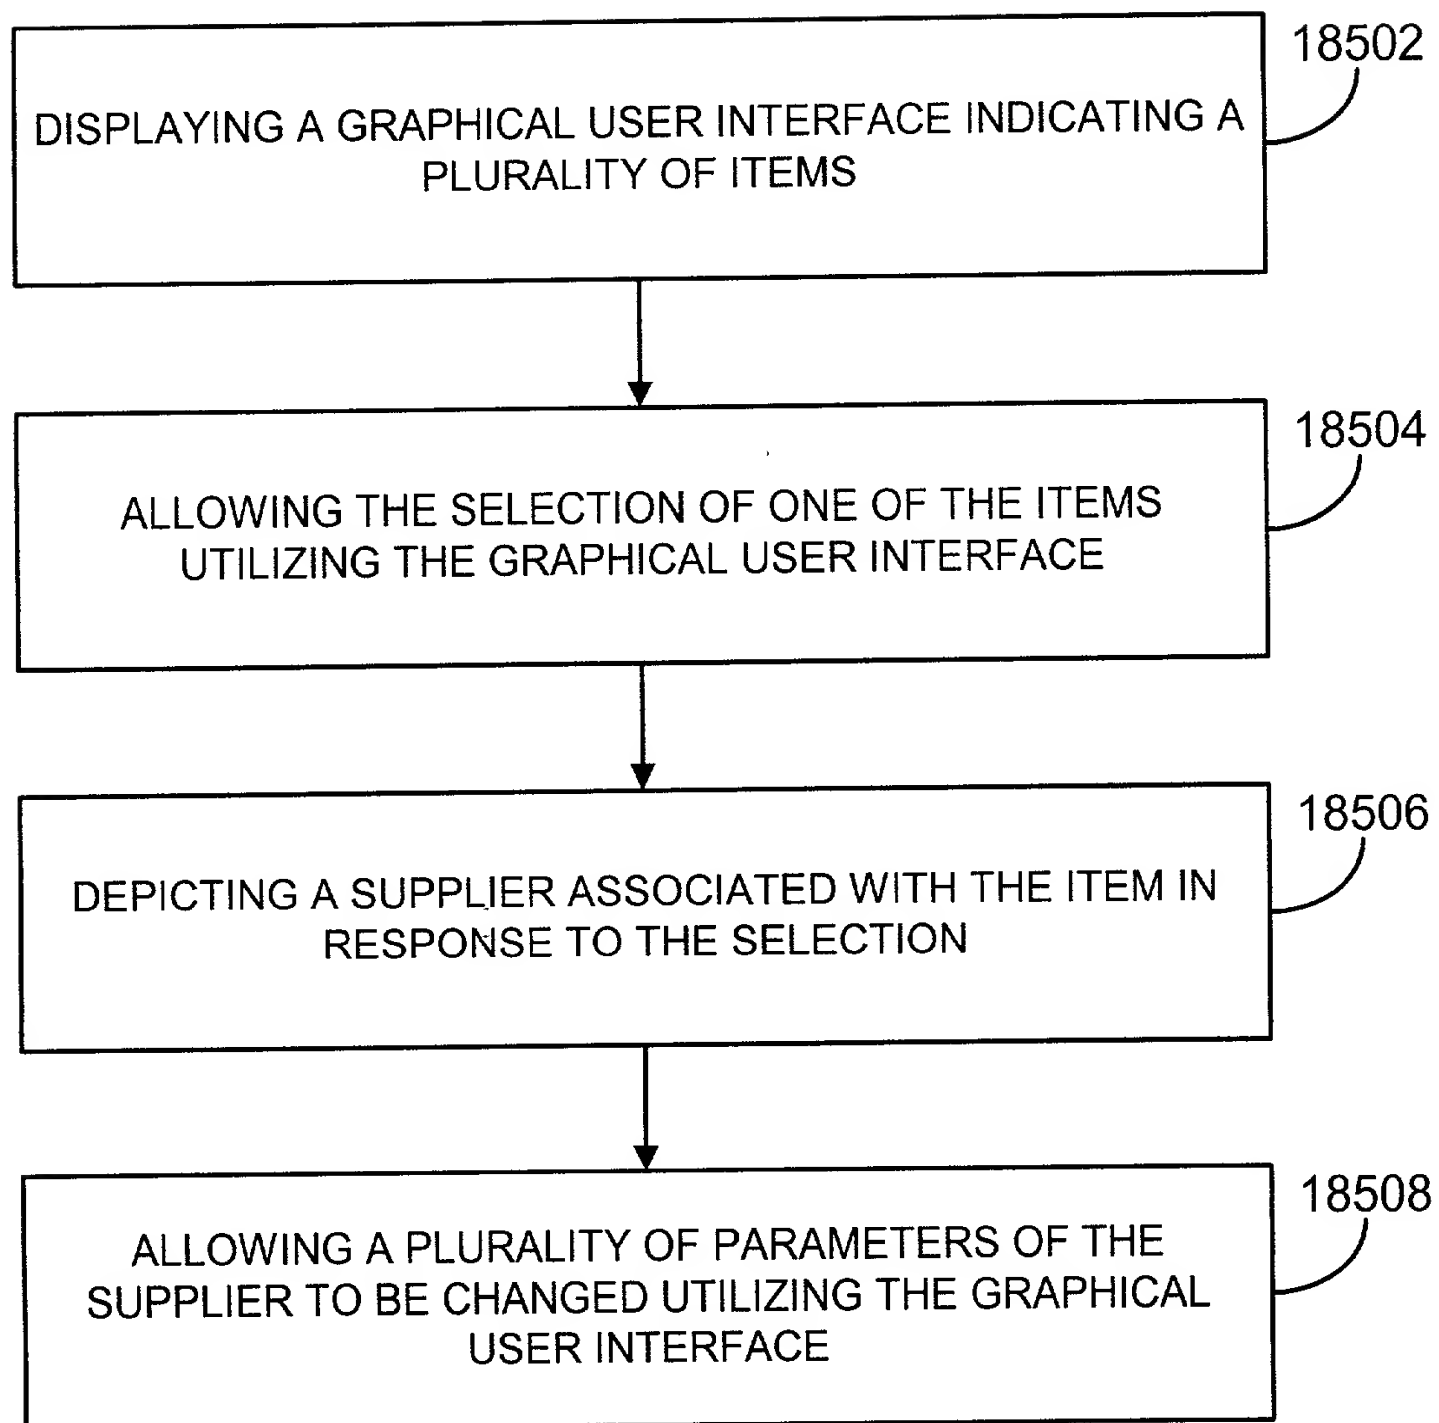 18502
DISPLAYING A GRAPHICAL USER INTERFACE INDICATING A
PLURALITY OF ITEMS
18504
ALLOWING THE SELECTION OF ONE OF THE ITEMS
UTILIZING THE GRAPHICAL USER INTERFACE
18506
DEPICTING A SUPPLIER ASSOCIATED WITH THE ITEM IN
RESPONSE TO THE SELECTION
18508
ALLOWING A PLURALITY OF PARAMETERS OF THE
SUPPLIER TO BE CHANGED UTILIZING THE GRAPHICAL
USER INTERFACE